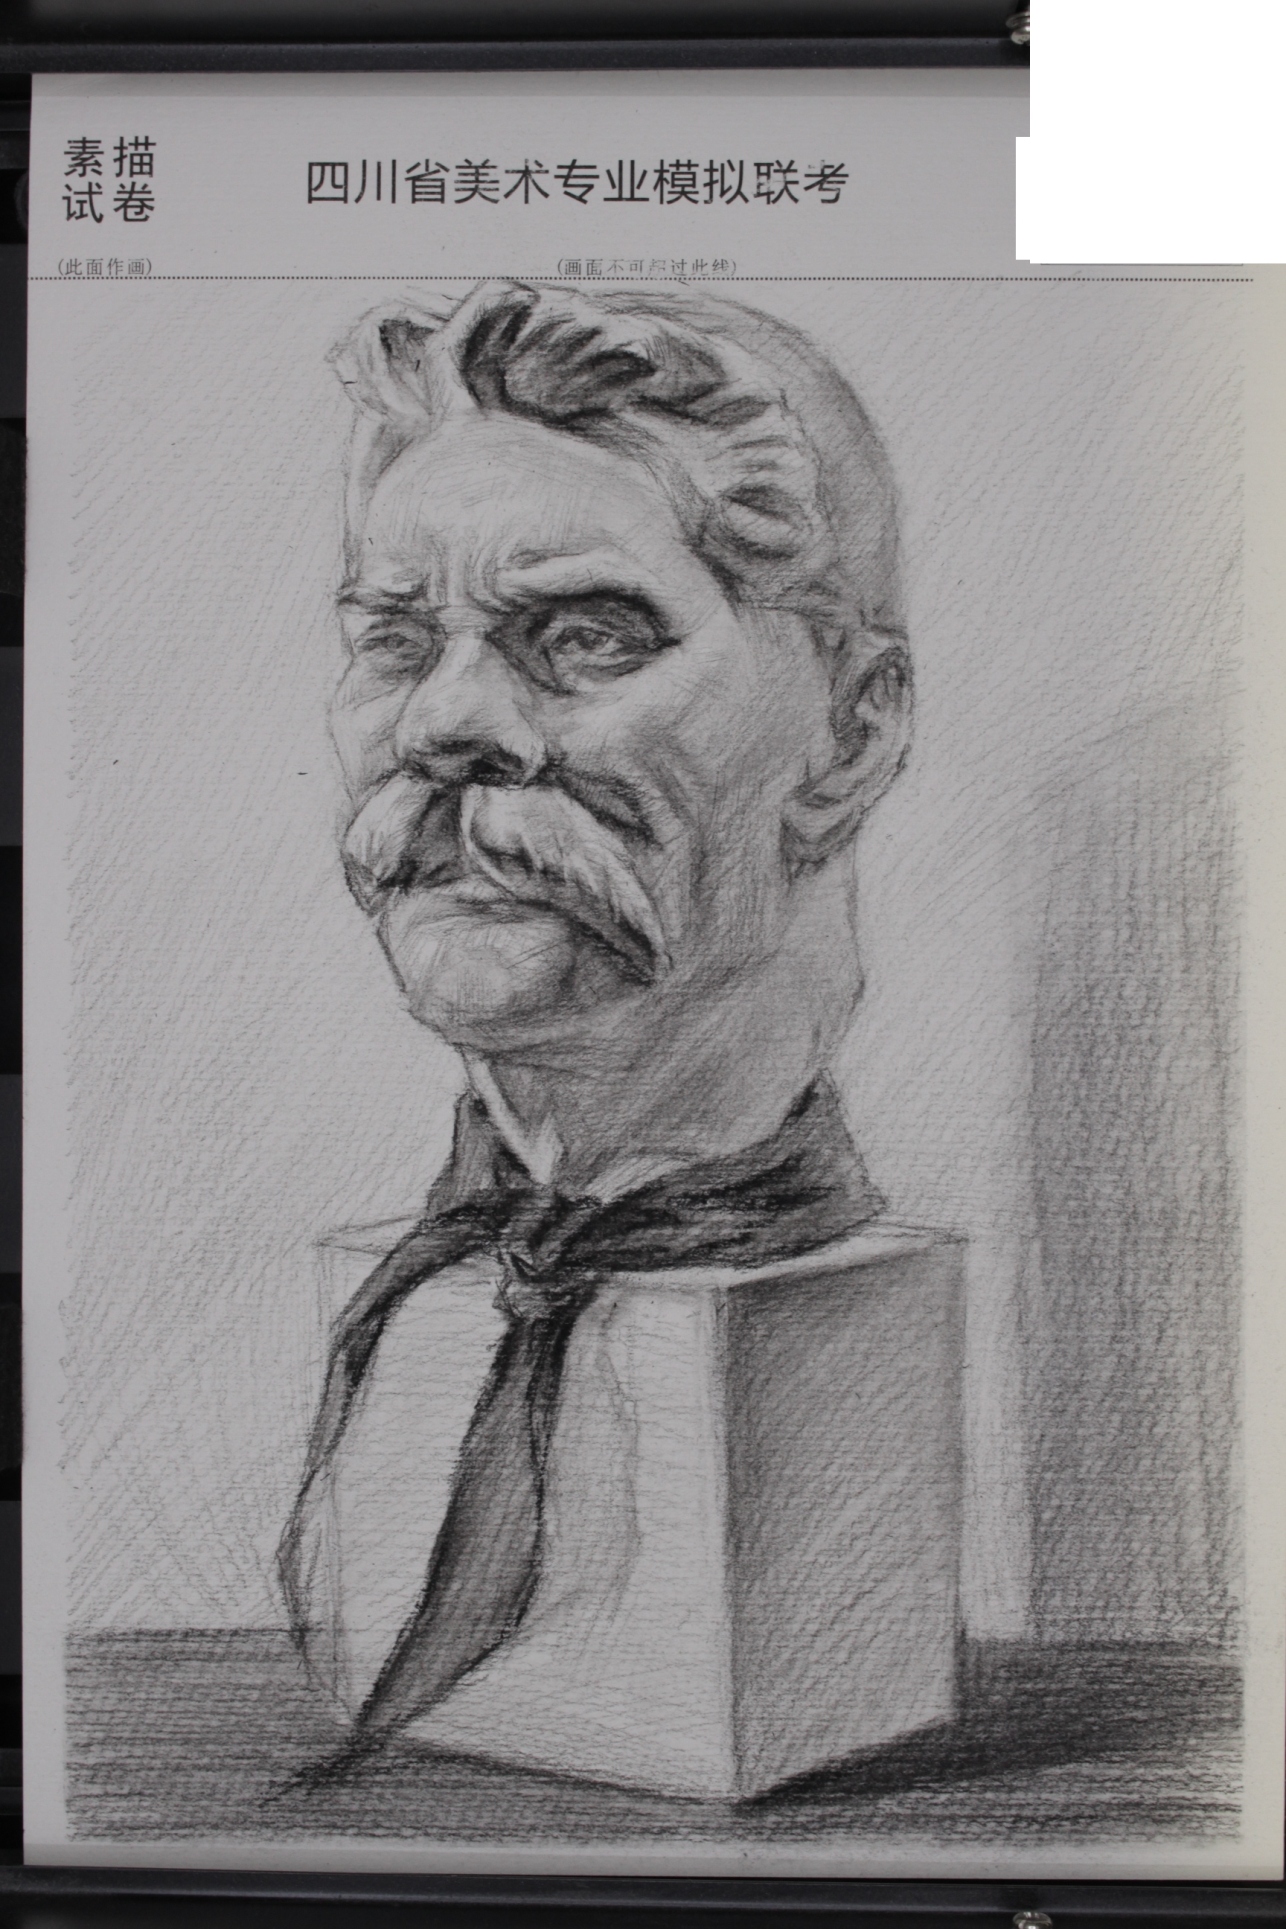 素描
试卷
四川省美术专业模拟联考
(此面作画)
(画面不可超过此线)